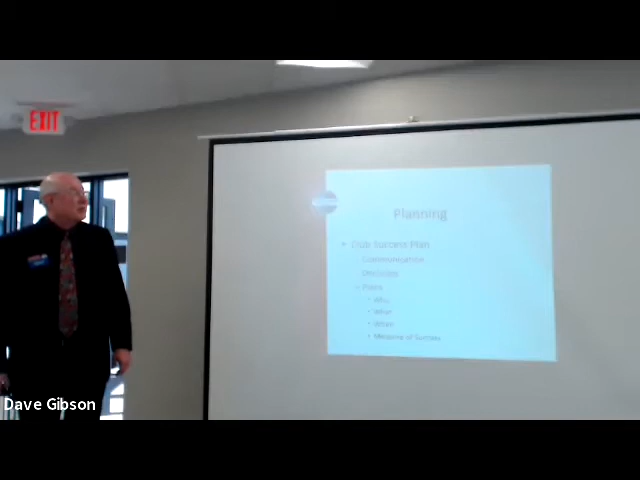 EXIT
Planning
• Club Success Plan
– Communication
– Plans
• Who
• What
• When
• Measure of Success
Dave Gibson